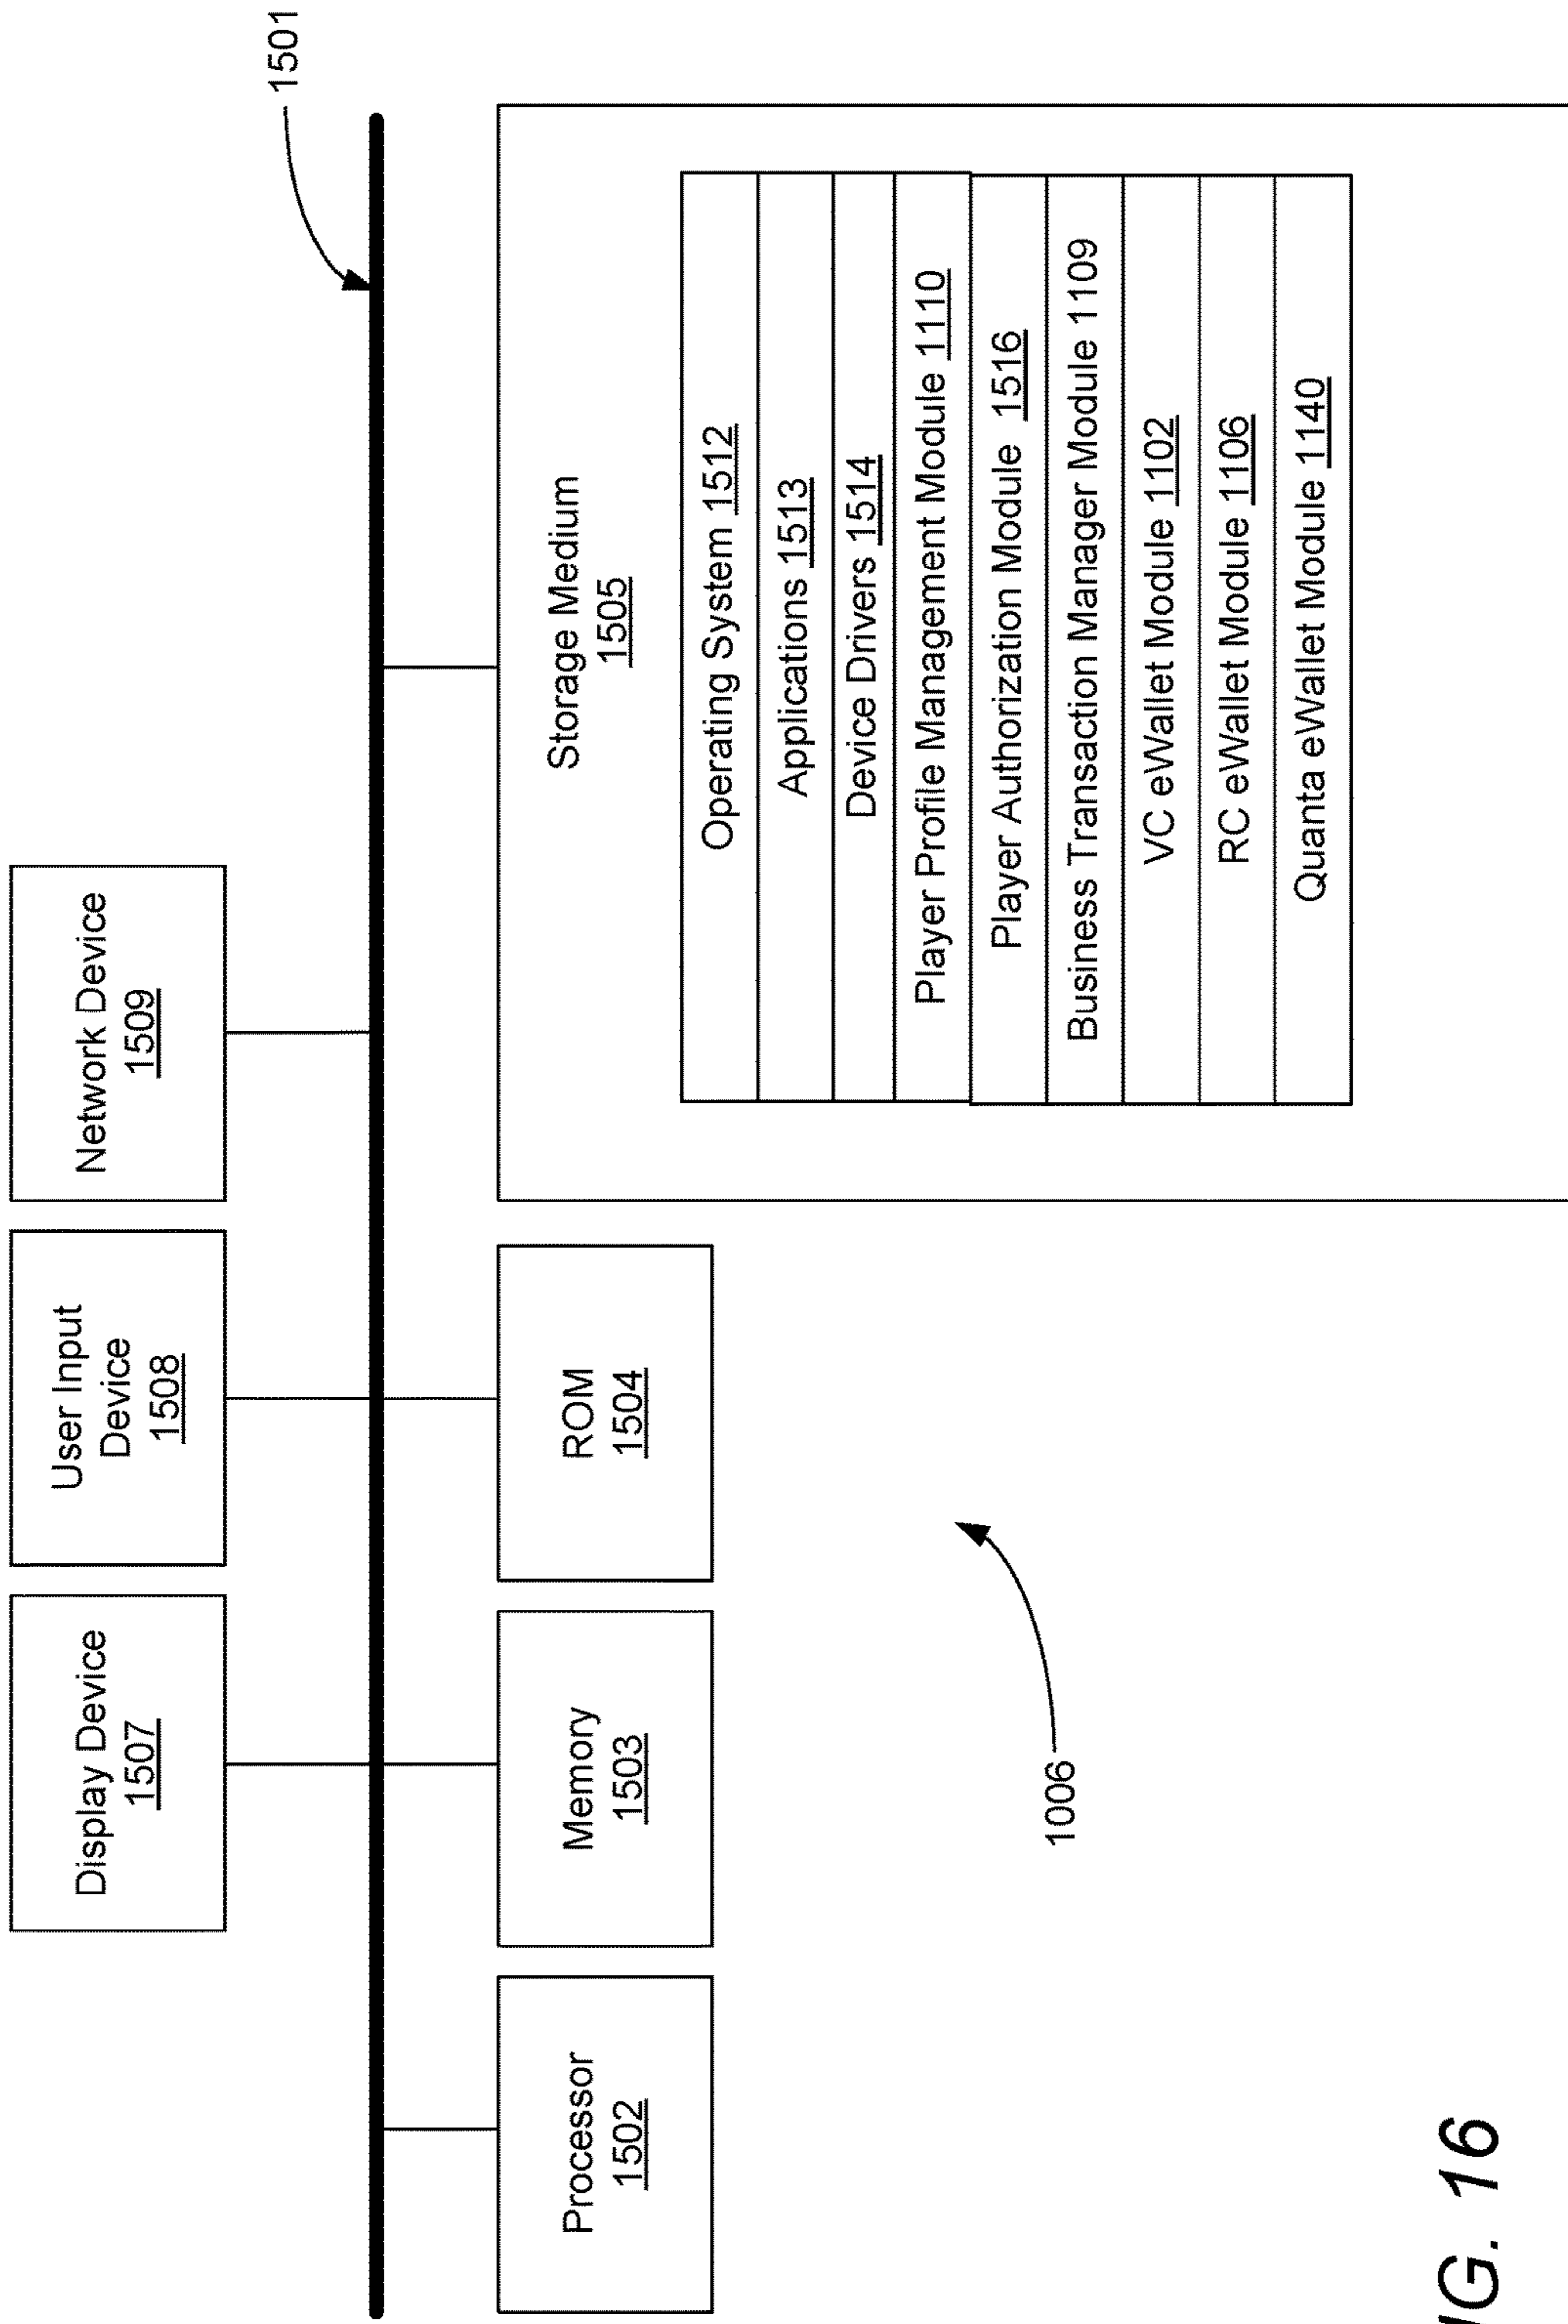 1501
Display Device
1507
User Input
Device
1508
Network Device
1509
Processor
1502
Memory
1503
ROM
1504
Storage Medium
1505
Operating System 1512
Applications 1513
Device Drivers 1514
Player Profile Management Module 1110
Player Authorization Module 1516
Business Transaction Manager Module 1109
VC eWallet Module 1102
RC eWallet Module 1106
Quanta eWallet Module 1140
1006
IG. 16